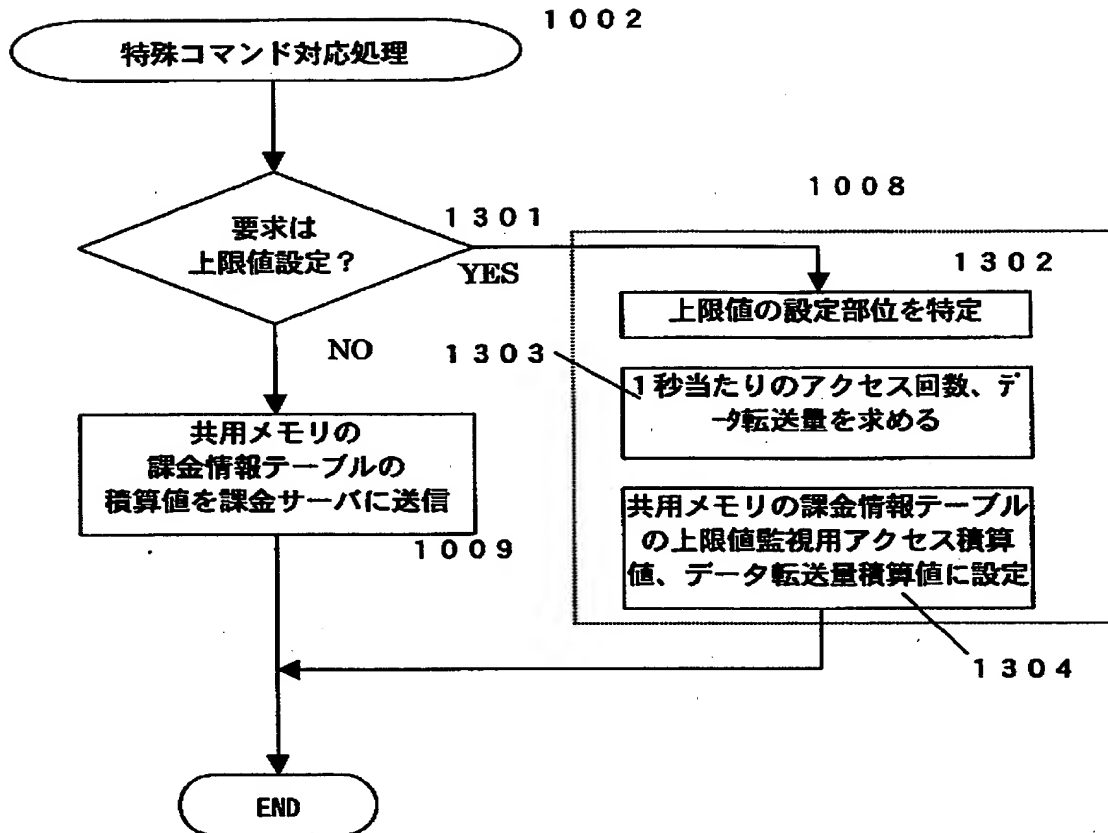 1002
特殊コマンド対応処理
1008
1301
要求は
上限値設定？
YES
1302
上限値の設定部位を特定
NO
1303
1秒当たりのアクセス回数、デ
ータ転送量を求める
共用メモリの
課金情報テーブルの
積算値を課金サーバに送信
1009
共用メモリの課金情報テーブル
の上限値監視用アクセス積算
値、データ転送量積算値に設定
1304
END